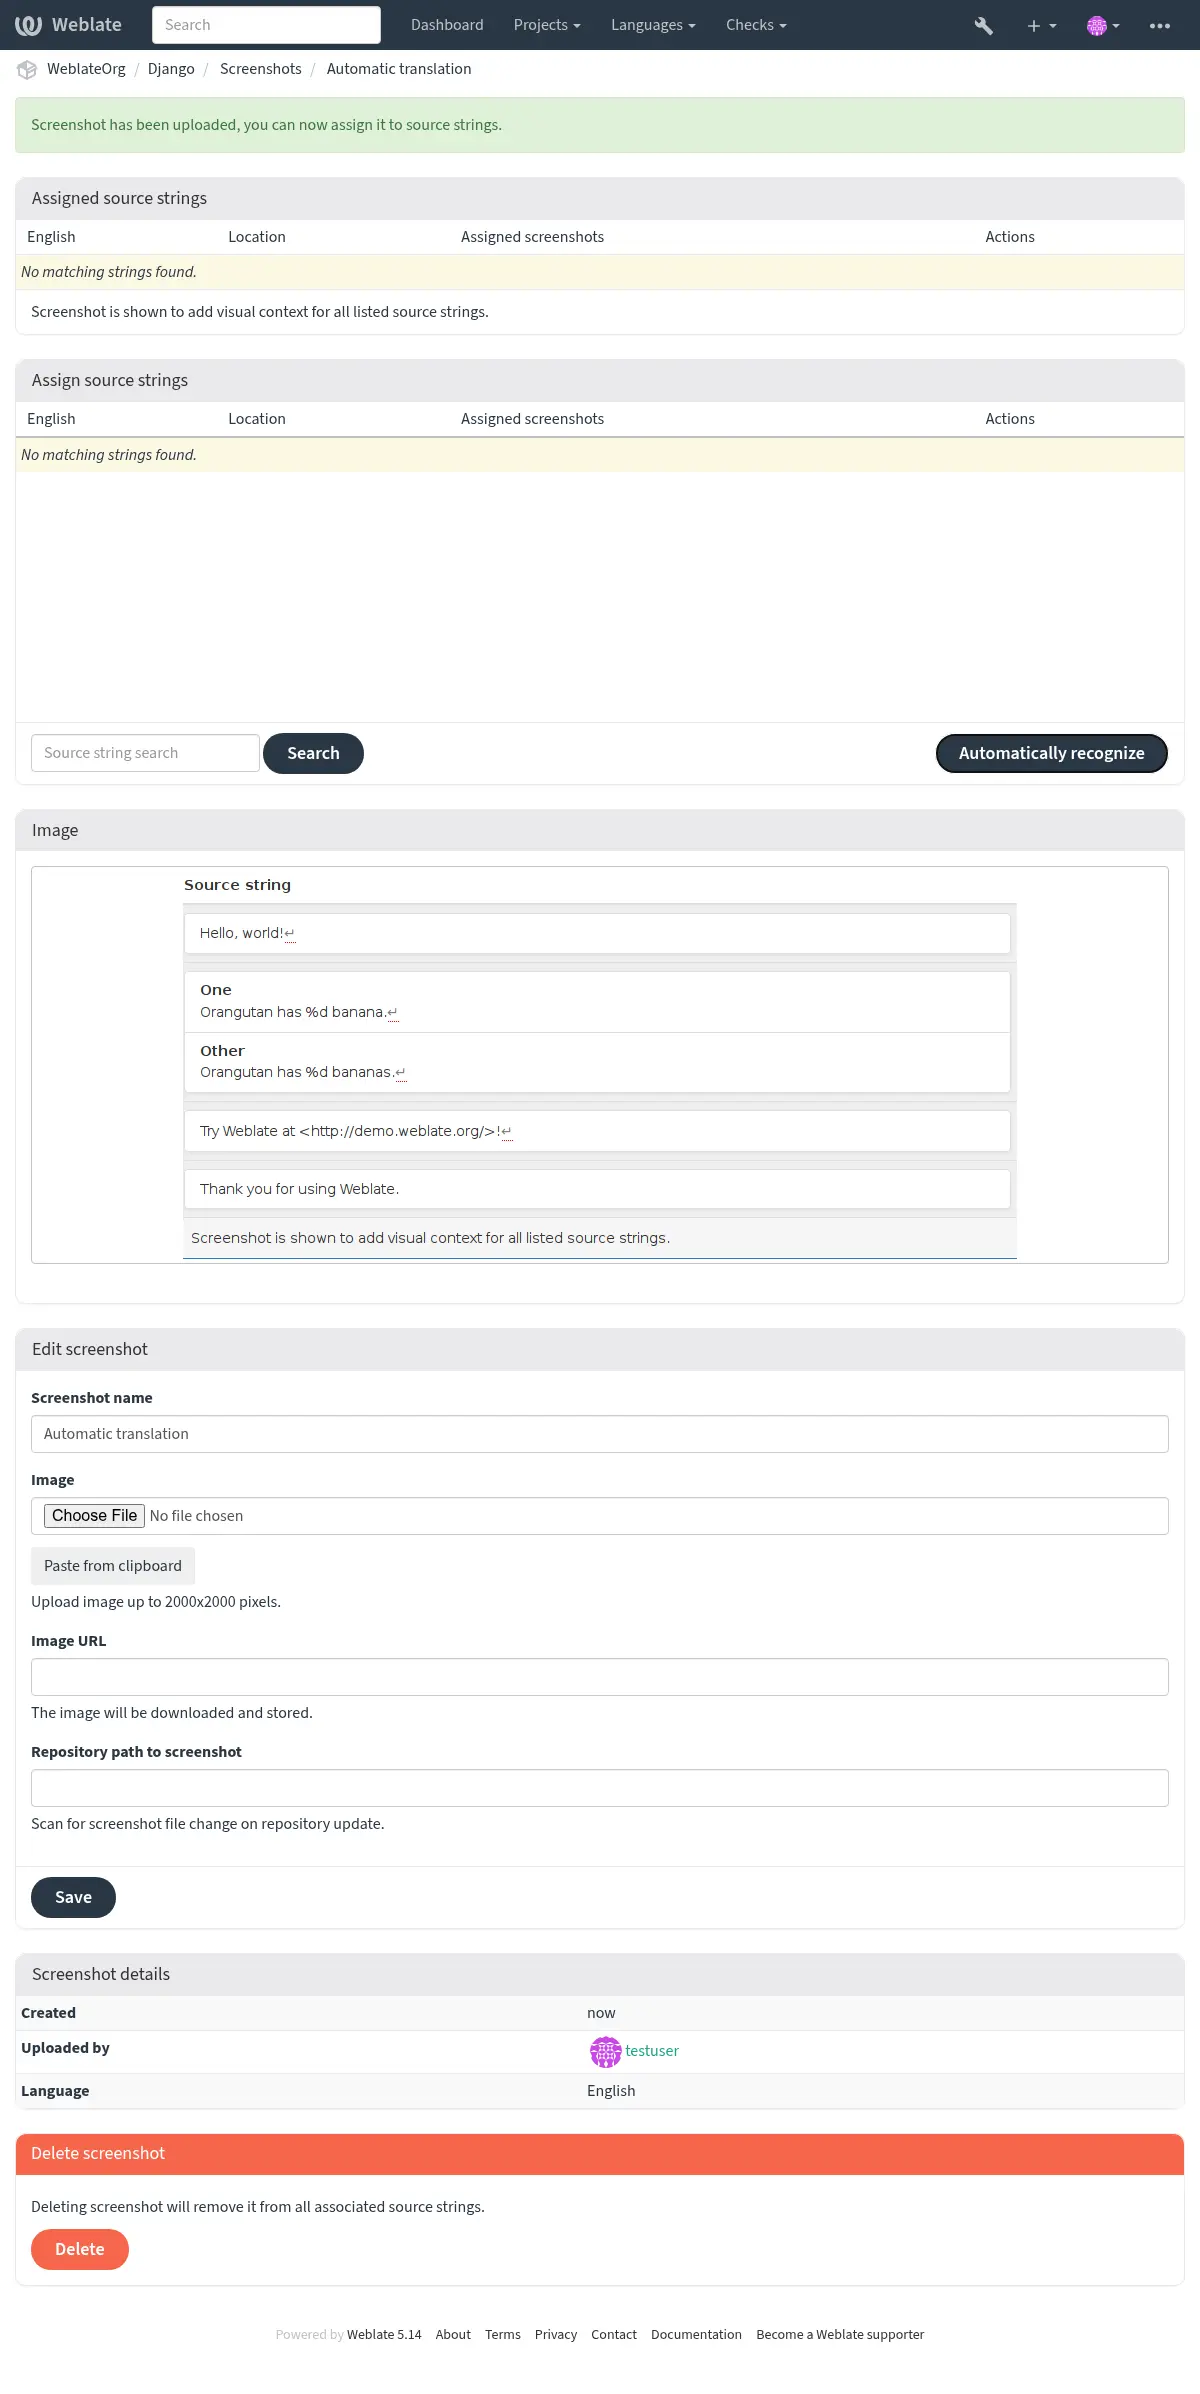 Weblate
Search
Dashboard
Projects
Languages
Checks
WeblateOrg / Django / Screenshots / Automatic translation
Screenshot has been uploaded, you can now assign it to source strings.
Assigned source strings
English Location Assigned screenshots Actions
No matching strings found.
Screenshot is shown to add visual context for all listed source strings.
Assign source strings
English Location Assigned screenshots Actions
No matching strings found.
Source string search
Search
Automatically recognize
Image
Source string
Hello, world!↵
One
Orangutan has %d banana.↵
Other
Orangutan has %d bananas.↵
Try Weblate at <http://demo.weblate.org/>!↵
Thank you for using Weblate.
Screenshot is shown to add visual context for all listed source strings.
Edit screenshot
Screenshot name
Automatic translation
Image
Choose File No file chosen
Paste from clipboard
Upload image up to 2000x2000 pixels.
Image URL
The image will be downloaded and stored.
Repository path to screenshot
Scan for screenshot file change on repository update.
Save
Screenshot details
Created now
Uploaded by testuser
Language English
Delete screenshot
Deleting screenshot will remove it from all associated source strings.
Delete
Powered by Weblate 5.14 About Terms Privacy Contact Documentation Become a Weblate supporter